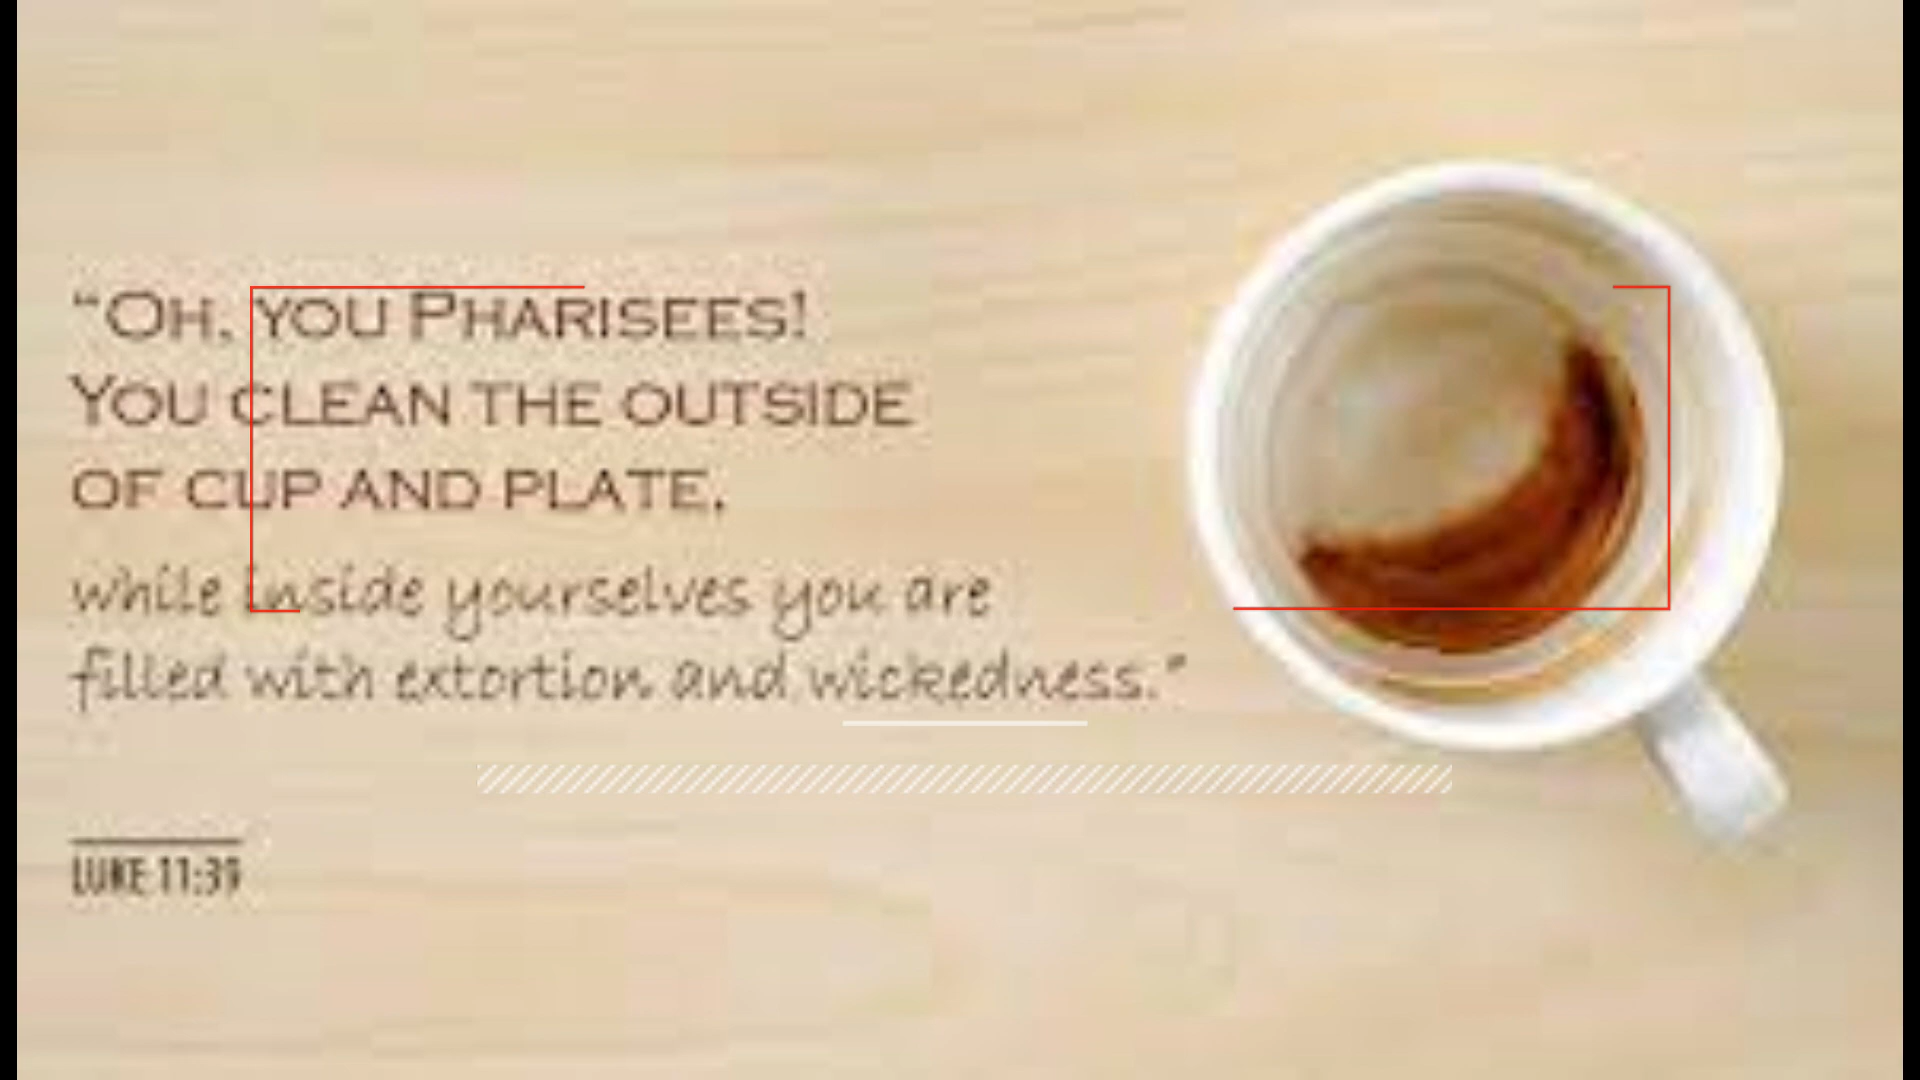 “OH, YOU PHARISEES!
YOU CLEAN THE OUTSIDE
OF CUP AND PLATE,
while inside yourselves you are
filled with extortion and wickedness.”
LUKE 11:39